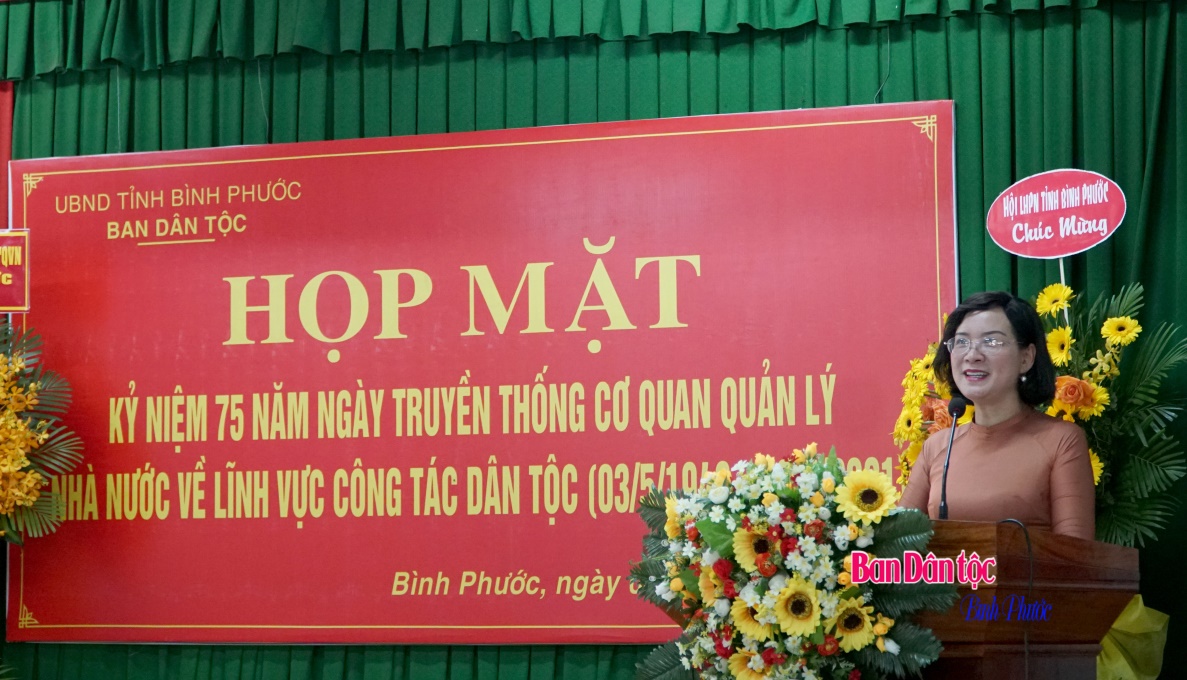 UBND TỈNH BÌNH PHƯỚC
BAN DÂN TỘC
HỌP MẶT
KỶ NIỆM 75 NĂM NGÀY TRUYỀN THỐNG CƠ QUAN QUẢN LÝ
NHÀ NƯỚC VỀ LĨNH VỰC CÔNG TÁC DÂN TỘC (03/5/19
Bình Phước, ngày
HỘI LHPN TỈNH BÌNH PHƯỚC
Chúc Mừng
Ban Dân tộc
Bình Phước